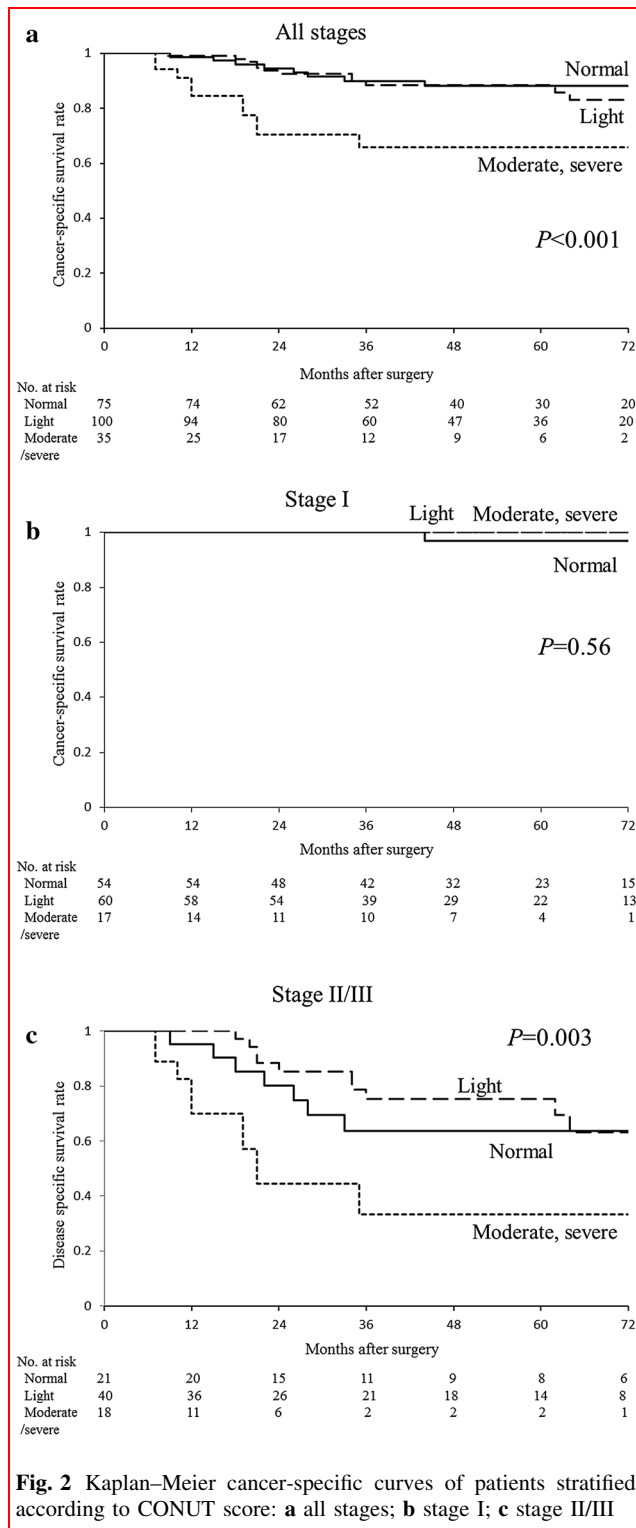 a
All stages
1
0.8
0.6
0.4
0.2
0
Cancer-specific survival rate
Normal
Light
Moderate, severe
P<0.001
0 12 24 36 48 60 72
Months after surgery
No. at risk
Normal 75 74 62 52 40 30 20
Light 100 94 80 60 47 36 20
Moderate 35 25 17 12 9 6 2
/severe
Stage I
b
Light Moderate, severe
1
0.8
0.6
0.4
0.2
0
Cancer-specific survival rate
Normal
P=0.56
0 12 24 36 48 60 72
Months after surgery
No. at risk
Normal 54 54 48 42 32 23 15
Light 60 58 54 39 29 22 13
Moderate 17 14 11 10 7 4 1
/severe
Stage II/III
c
1
0.8
0.6
0.4
0.2
0
Disease specific survival rate
P=0.003
Light
Normal
Moderate, severe
0 12 24 36 48 60 72
Months after surgery
No. at risk
Normal 21 20 15 11 9 8 6
Light 40 36 26 21 18 14 8
Moderate 18 11 6 2 2 2 1
/severe
Fig. 2 Kaplan–Meier cancer-specific curves of patients stratified
according to CONUT score: a all stages; b stage I; c stage II/III